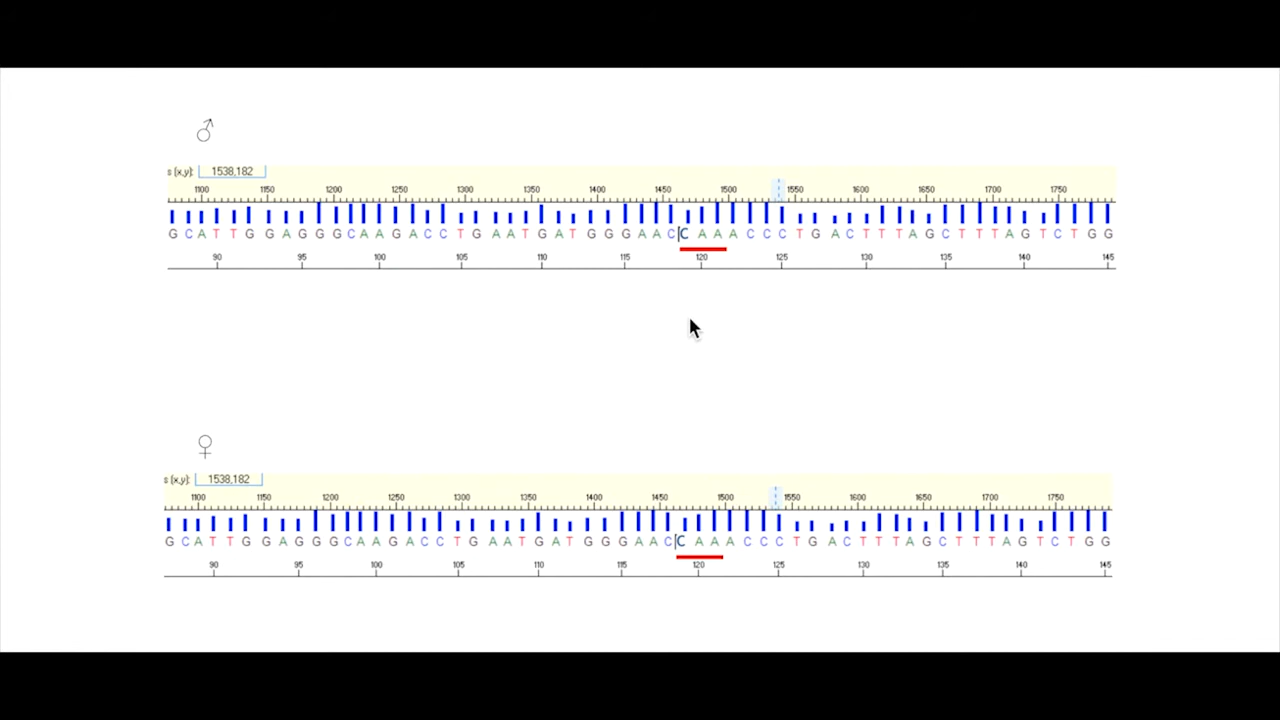 ♂
s (x,y): 1538,182
1100 1150 1200 1250 1300 1350 1400 1450 1500 1550 1600 1650 1700 1750
G C A T T G G A G G G C A A G A C C T G A A T G A T G G G A A C C A A A C C C T G A C T T T A G C T T T A G T C T G G
90 95 100 105 110 115 120 125 130 135 140 145
♀
s (x,y): 1538,182
1100 1150 1200 1250 1300 1350 1400 1450 1500 1550 1600 1650 1700 1750
G C A T T G G A G G G C A A G A C C T G A A T G A T G G G A A C C A A A C C C T G A C T T T A G C T T T A G T C T G G
90 95 100 105 110 115 120 125 130 135 140 145